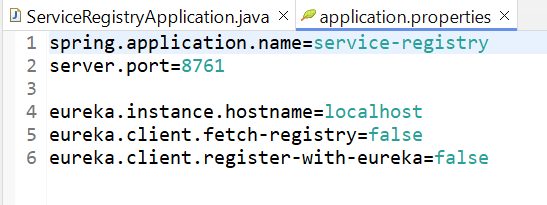 ServiceRegistryApplication.java application.properties
1 spring.application.name=service-registry
2 server.port=8761
3
4 eureka.instance.hostname=localhost
5 eureka.client.fetch-registry=false
6 eureka.client.register-with-eureka=false